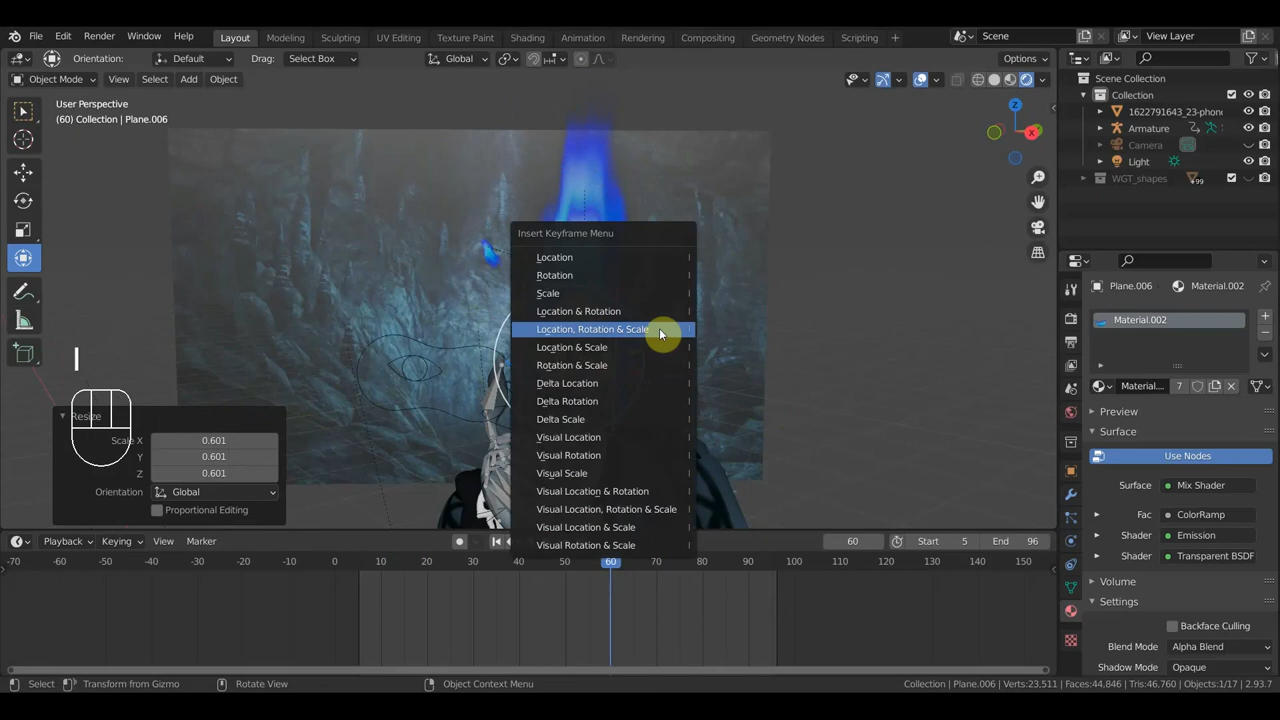 File Edit Render Window Help Layout Modeling Sculpting UV Editing Texture Paint Shading Animation Rendering Compositing Geometry Nodes Scripting + Scene View Layer
Orientation: Default Drag: Select Box Global Options
Object Mode View Select Add Object
User Perspective
(60) Collection | Plane.006
Z
X
Scene Collection
Collection
1622791643_23-phon
Armature
Camera
Light
WGT_shapes 99
Insert Keyframe Menu
Location I
Rotation I
Scale I
Location & Rotation I
Location, Rotation & Scale I
Location & Scale I
Rotation & Scale I
Delta Location I
Delta Rotation I
Delta Scale I
Visual Location I
Visual Rotation I
Visual Scale I
Visual Location & Rotation I
Visual Location, Rotation & Scale I
Visual Location & Scale I
Visual Rotation & Scale I
I
Resize
Scale X 0.601
Y 0.601
Z 0.601
Orientation Global
Proportional Editing
Plane.006 Material.002
Material.002
Material... 7
Preview
Surface
Use Nodes
Surface Mix Shader
Fac ColorRamp
Shader Emission
Shader Transparent BSDF
Volume
Settings
Backface Culling
Blend Mode Alpha Blend
Shadow Mode Opaque
Playback Keying View Marker 60 Start 5 End 96
-70 -60 -50 -40 -30 -20 -10 0 10 20 30 40 50 60 70 80 90 100 110 120 130 140 150
Select Transform from Gizmo Rotate View Object Context Menu Collection | Plane.006 | Verts:23,511 | Faces:44,846 | Tris:46,760 | Objects:1/17 | 2.93.7